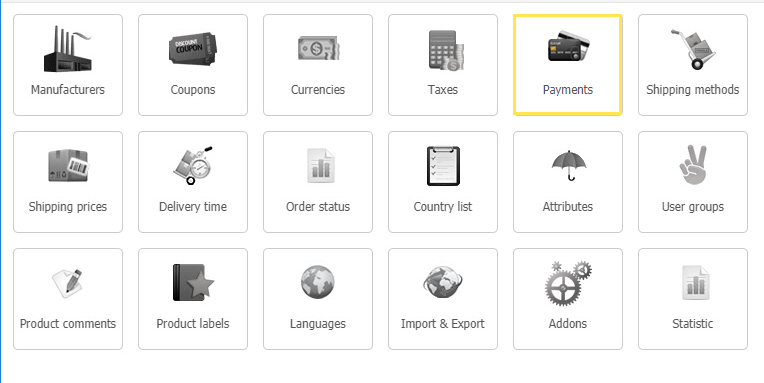 DISCOUNT
COUPON
Manufacturers
Coupons
Currencies
Taxes
Payments
Shipping methods
Shipping prices
Delivery time
Order status
Country list
Attributes
User groups
Product comments
Product labels
Languages
Import & Export
Addons
Statistic